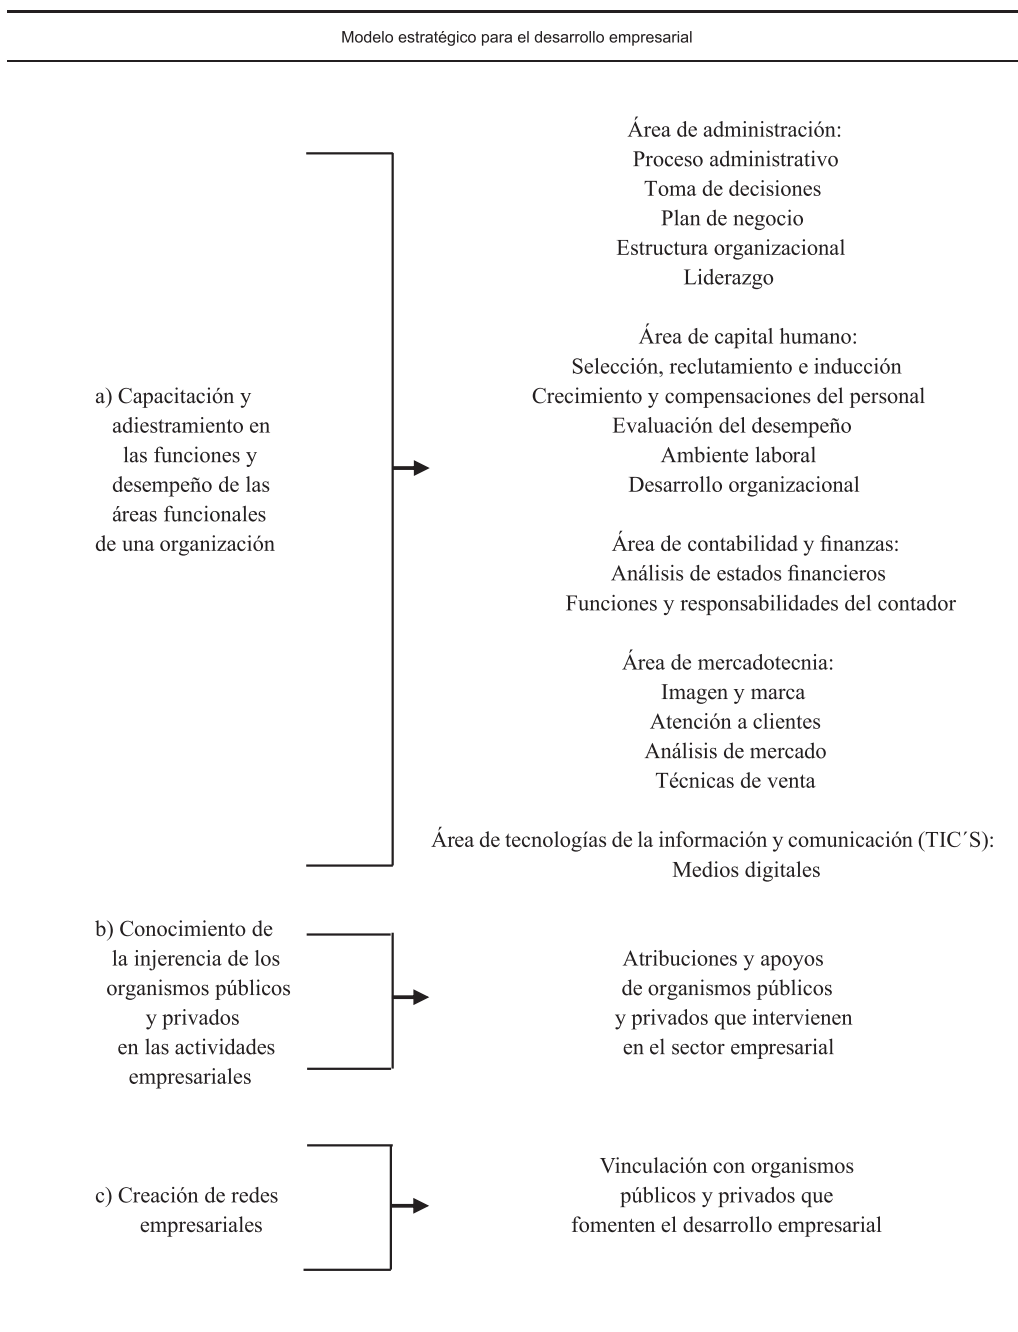 Modelo estratégico para el desarrollo empresarial
a) Capacitación y
adiestramiento en
las funciones y
desempeño de las
áreas funcionales
de una organización
Área de administración:
Proceso administrativo
Toma de decisiones
Plan de negocio
Estructura organizacional
Liderazgo
Área de capital humano:
Selección, reclutamiento e inducción
Crecimiento y compensaciones del personal
Evaluación del desempeño
Ambiente laboral
Desarrollo organizacional
Área de contabilidad y finanzas:
Análisis de estados financieros
Funciones y responsabilidades del contador
Área de mercadotecnia:
Imagen y marca
Atención a clientes
Análisis de mercado
Técnicas de venta
Área de tecnologías de la información y comunicación (TIC´S):
Medios digitales
b) Conocimiento de
la injerencia de los
organismos públicos
y privados
en las actividades
empresariales
Atribuciones y apoyos
de organismos públicos
y privados que intervienen
en el sector empresarial
c) Creación de redes
empresariales
Vinculación con organismos
públicos y privados que
fomenten el desarrollo empresarial